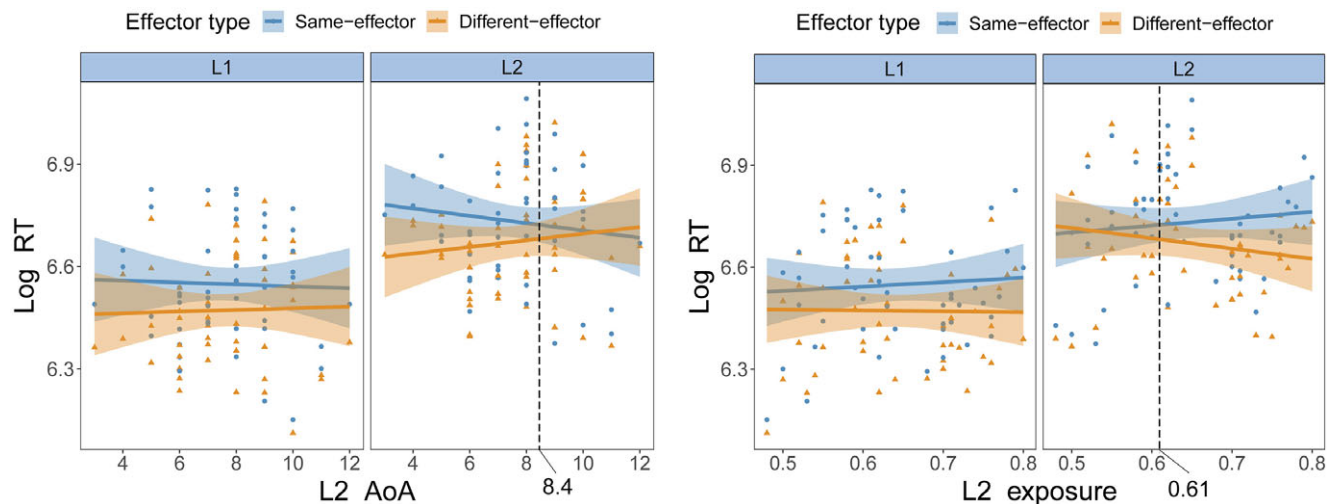 Effector type Same-effector Different-effector
L1 L2
Log RT
6.9
6.6
6.3
4 6 8 10 12 4 6 8 10 12
L2 AoA 8.4
Effector type Same-effector Different-effector
L1 L2
Log RT
6.9
6.6
6.3
0.5 0.6 0.7 0.8 0.5 0.6 0.7 0.8
L2 exposure 0.61